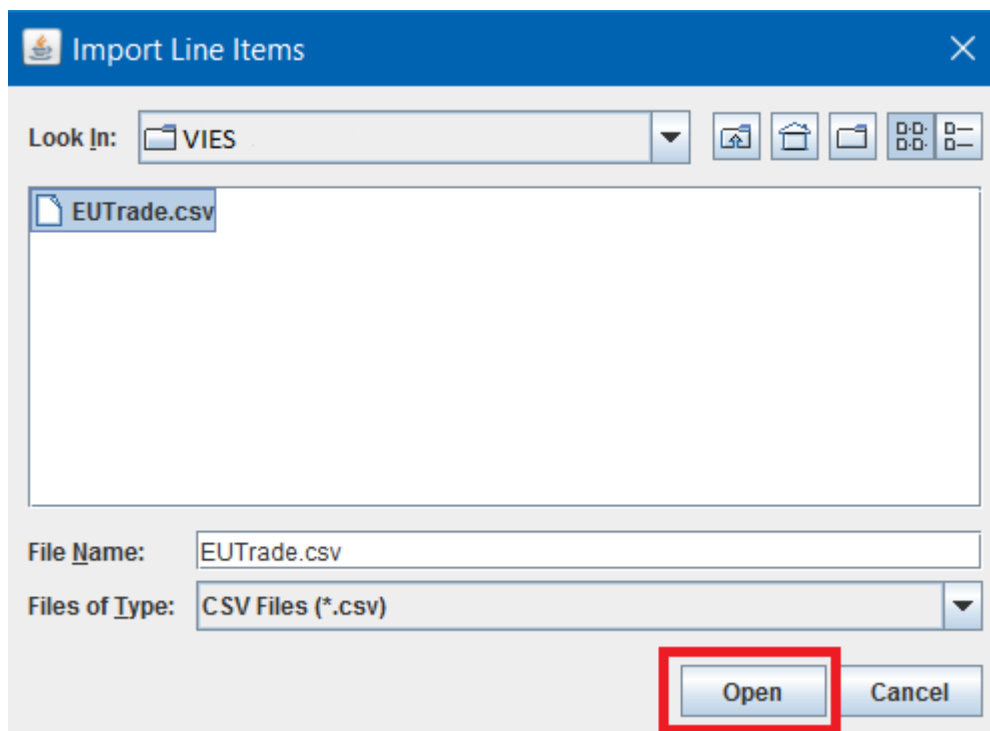 Import Line Items
Look In: VIES
EUTrade.csv
File Name: EUTrade.csv
Files of Type: CSV Files (*.csv)
Open Cancel